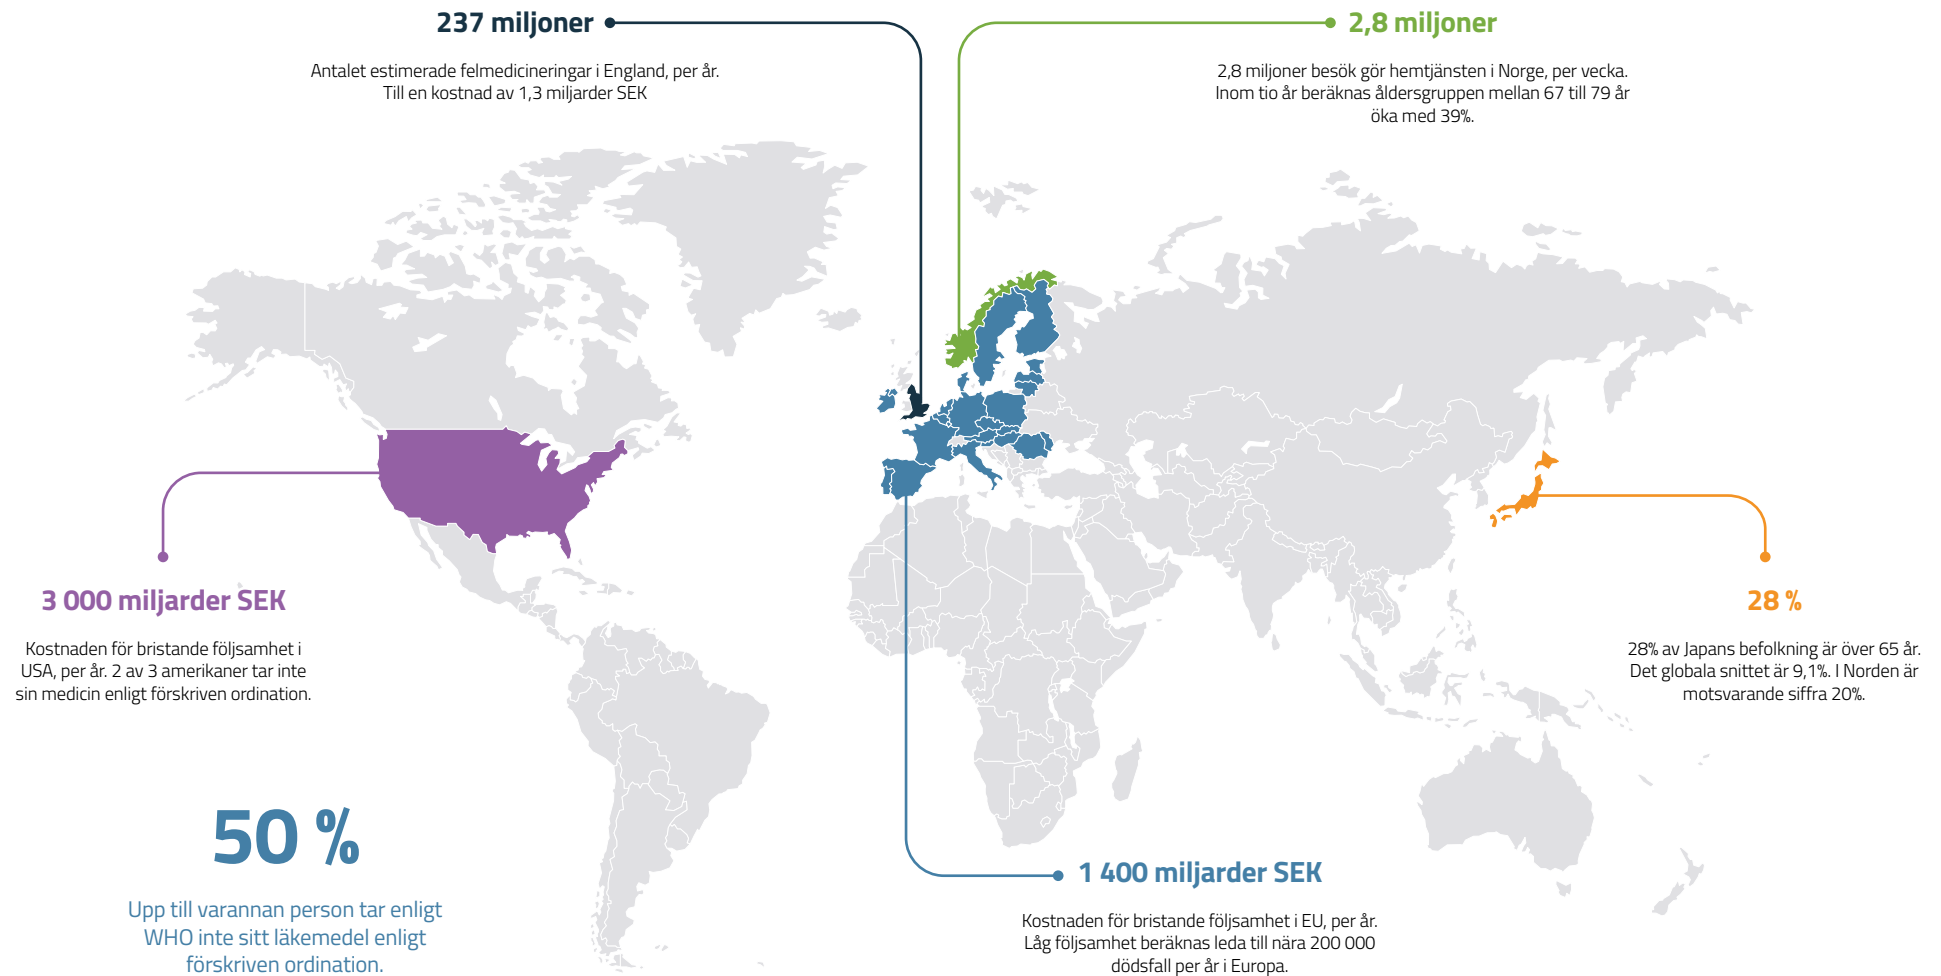 237 miljoner
Antalet estimerade felmedicineringar i England, per år.
Till en kostnad av 1,3 miljarder SEK
2,8 miljoner
2,8 miljoner besök gör hemtjänsten i Norge, per vecka.
Inom tio år beräknas åldersgruppen mellan 67 till 79 år
öka med 39%.
3 000 miljarder SEK
Kostnaden för bristande följsamhet i
USA, per år. 2 av 3 amerikaner tar inte
sin medicin enligt förskriven ordination.
28 %
28% av Japans befolkning är över 65 år.
Det globala snittet är 9,1%. I Norden är
motsvarande siffra 20%.
50 %
Upp till varannan person tar enligt
WHO inte sitt läkemedel enligt
förskriven ordination.
1 400 miljarder SEK
Kostnaden för bristande följsamhet i EU, per år.
Låg följsamhet beräknas leda till nära 200 000
dödsfall per år i Europa.